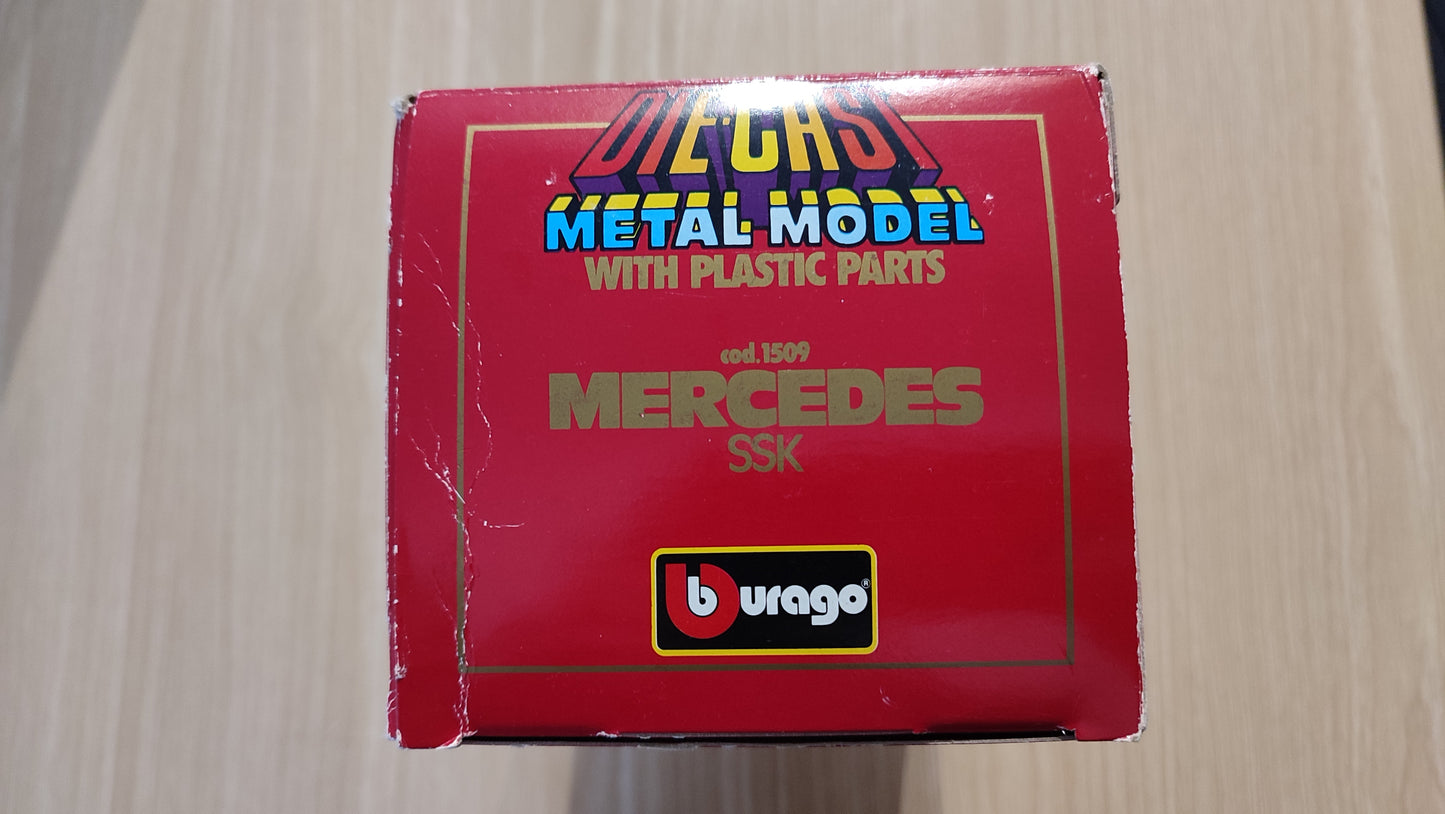 DIE-CAST
METAL MODEL
WITH PLASTIC PARTS
cod.1509
MERCEDES
SSK
burago®